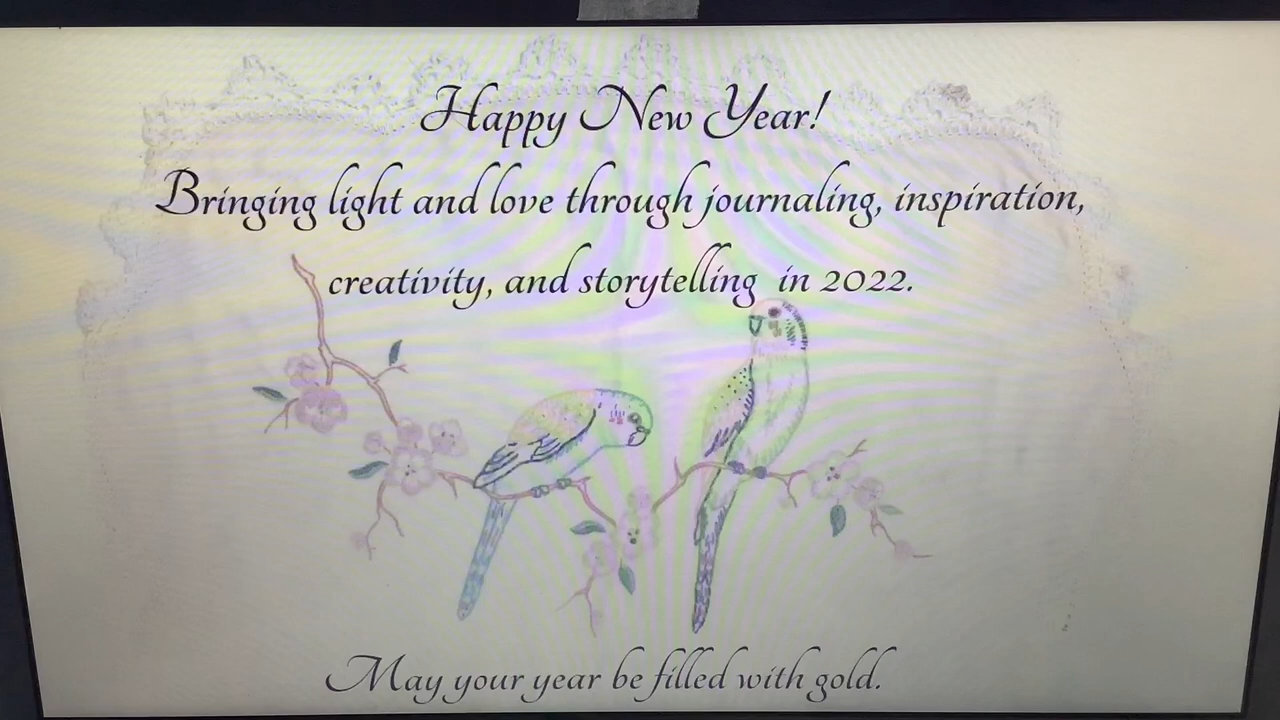 Happy New Year!
Bringing light and love through journaling, inspiration,
creativity, and storytelling in 2022.
May your year be filled with gold.